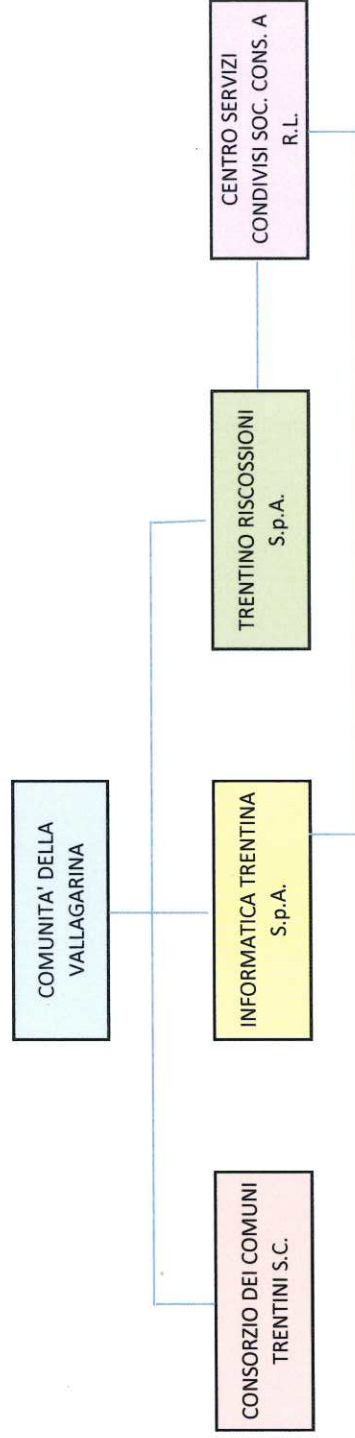 COMUNITA' DELLA
VALLAGARINA
CONSORZIO DEI COMUNI
TRENTINI S.C.
INFORMATICA TRENTINA
S.p.A.
TRENTINO RISCOSSIONI
S.p.A.
CENTRO SERVIZI
CONDIVISI SOC. CONS. A
R.L.